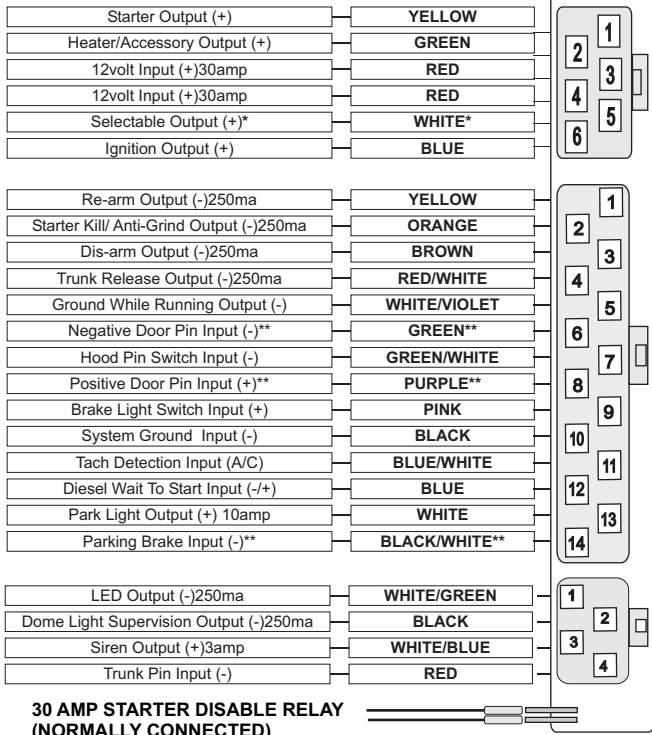 Starter Output (+) YELLOW
Heater/Accessory Output (+) GREEN
12volt Input (+)30amp RED
12volt Input (+)30amp RED
Selectable Output (+)* WHITE*
Ignition Output (+) BLUE
1
2
3
4
5
6
Re-arm Output (-)250ma YELLOW
Starter Kill/ Anti-Grind Output (-)250ma ORANGE
Dis-arm Output (-)250ma BROWN
Trunk Release Output (-)250ma RED/WHITE
Ground While Running Output (-) WHITE/VIOLET
Negative Door Pin Input (-)** GREEN**
Hood Pin Switch Input (-) GREEN/WHITE
Positive Door Pin Input (+)** PURPLE**
Brake Light Switch Input (+) PINK
System Ground Input (-) BLACK
Tach Detection Input (A/C) BLUE/WHITE
Diesel Wait To Start Input (-/+) BLUE
Park Light Output (+) 10amp WHITE
Parking Brake Input (-)** BLACK/WHITE**
1
2
3
4
5
6
7
8
9
10
11
12
13
14
LED Output (-)250ma WHITE/GREEN
Dome Light Supervision Output (-)250ma BLACK
Siren Output (+)3amp WHITE/BLUE
Trunk Pin Input (-) RED
1
2
3
4
30 AMP STARTER DISABLE RELAY
(NORMALLY CONNECTED)